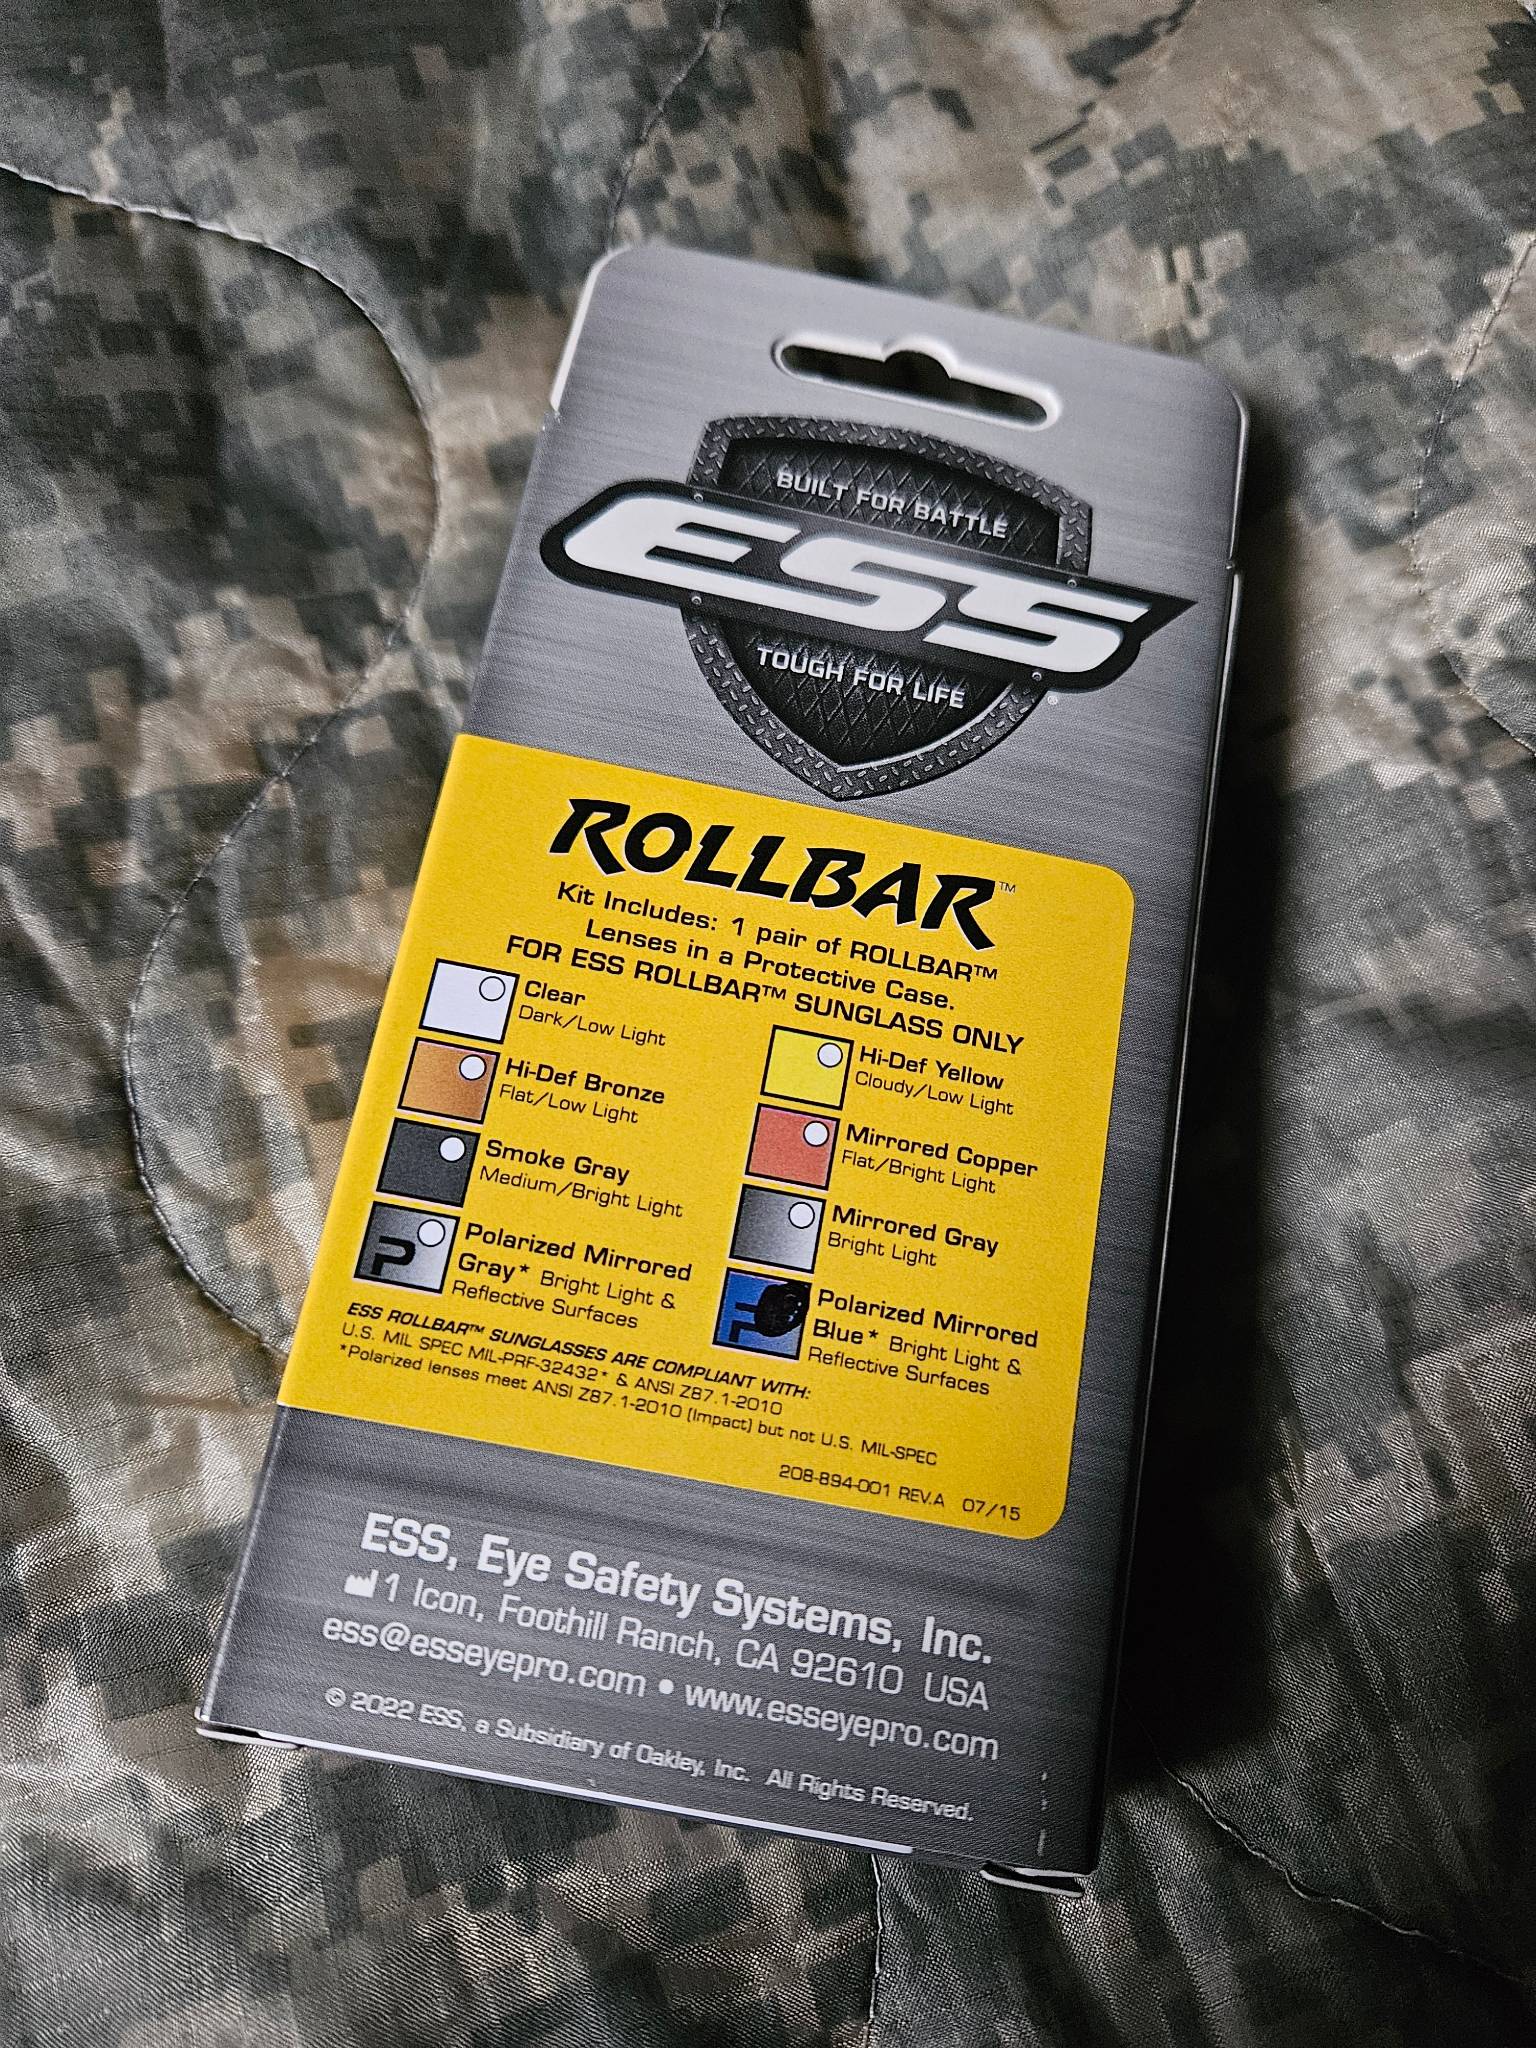 BUILT FOR BATTLE
ESS
TOUGH FOR LIFE
®
ROLLBAR™
Kit Includes: 1 pair of ROLLBAR™
Lenses in a Protective Case.
FOR ESS ROLLBAR™ SUNGLASS ONLY
Clear
Dark/Low Light
Hi-Def Bronze
Flat/Low Light
Smoke Gray
Medium/Bright Light
P
Polarized Mirrored
Gray* Bright Light &
Reflective Surfaces
Hi-Def Yellow
Cloudy/Low Light
Mirrored Copper
Flat/Bright Light
Mirrored Gray
Bright Light
P
Polarized Mirrored
Blue* Bright Light &
Reflective Surfaces
ESS ROLLBAR™ SUNGLASSES ARE COMPLIANT WITH:
U.S. MIL SPEC MIL-PRF-32432* & ANSI Z87.1-2010
*Polarized lenses meet ANSI Z87.1-2010 (Impact) but not U.S. MIL-SPEC
208-894-001 REV.A 07/15
ESS, Eye Safety Systems, Inc.
1 Icon, Foothill Ranch, CA 92610 USA
ess@esseyepro.com • www.esseyepro.com
© 2022 ESS, a Subsidiary of Oakley, Inc. All Rights Reserved.